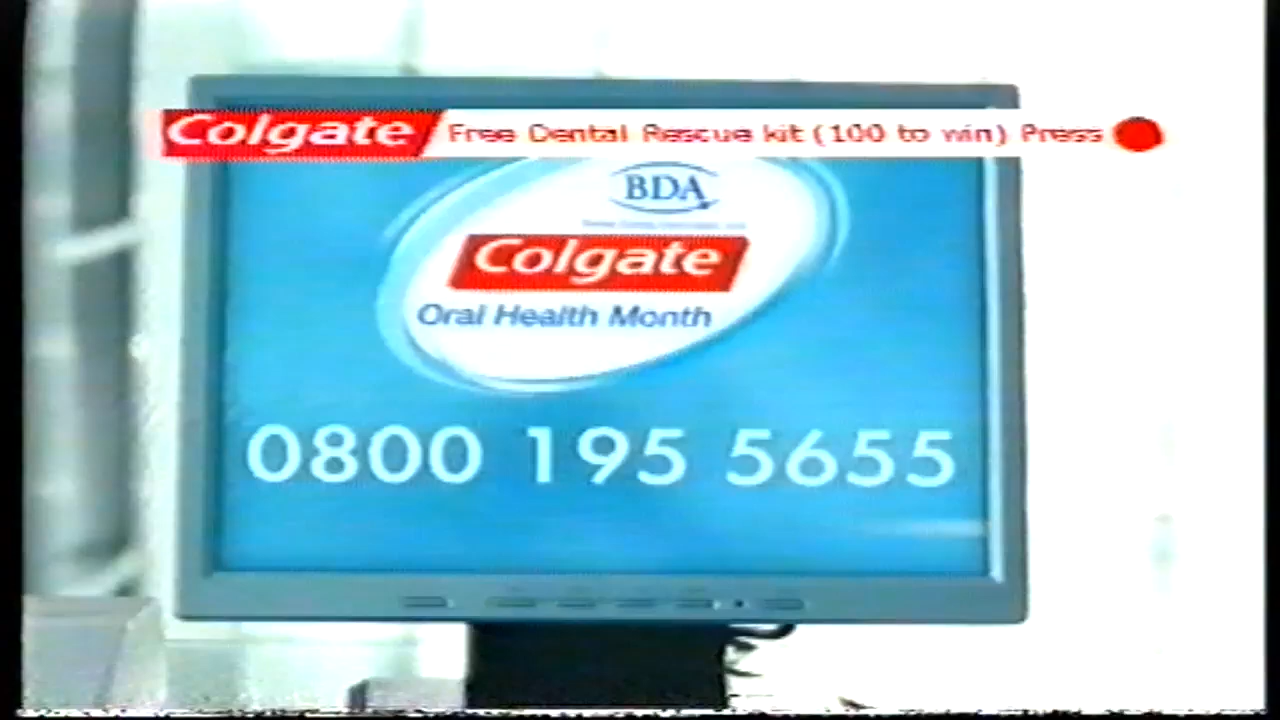 Colgate Free Dental Rescue kit (100 to win) Press
BDA
Colgate
Oral Health Month
0800 195 5655